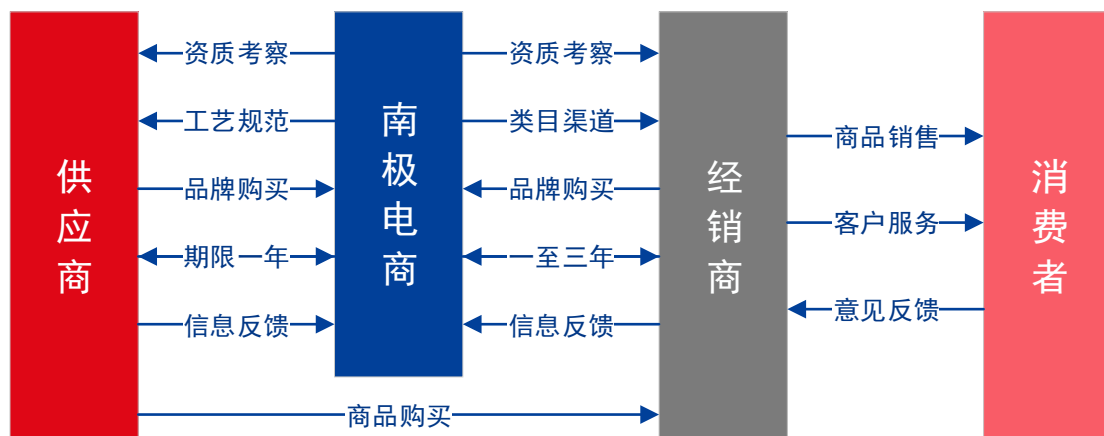 供应商
南极电商
经销商
消费者
资质考察
工艺规范
品牌购买
期限一年
信息反馈
资质考察
类目渠道
品牌购买
一至三年
信息反馈
商品销售
客户服务
意见反馈
商品购买